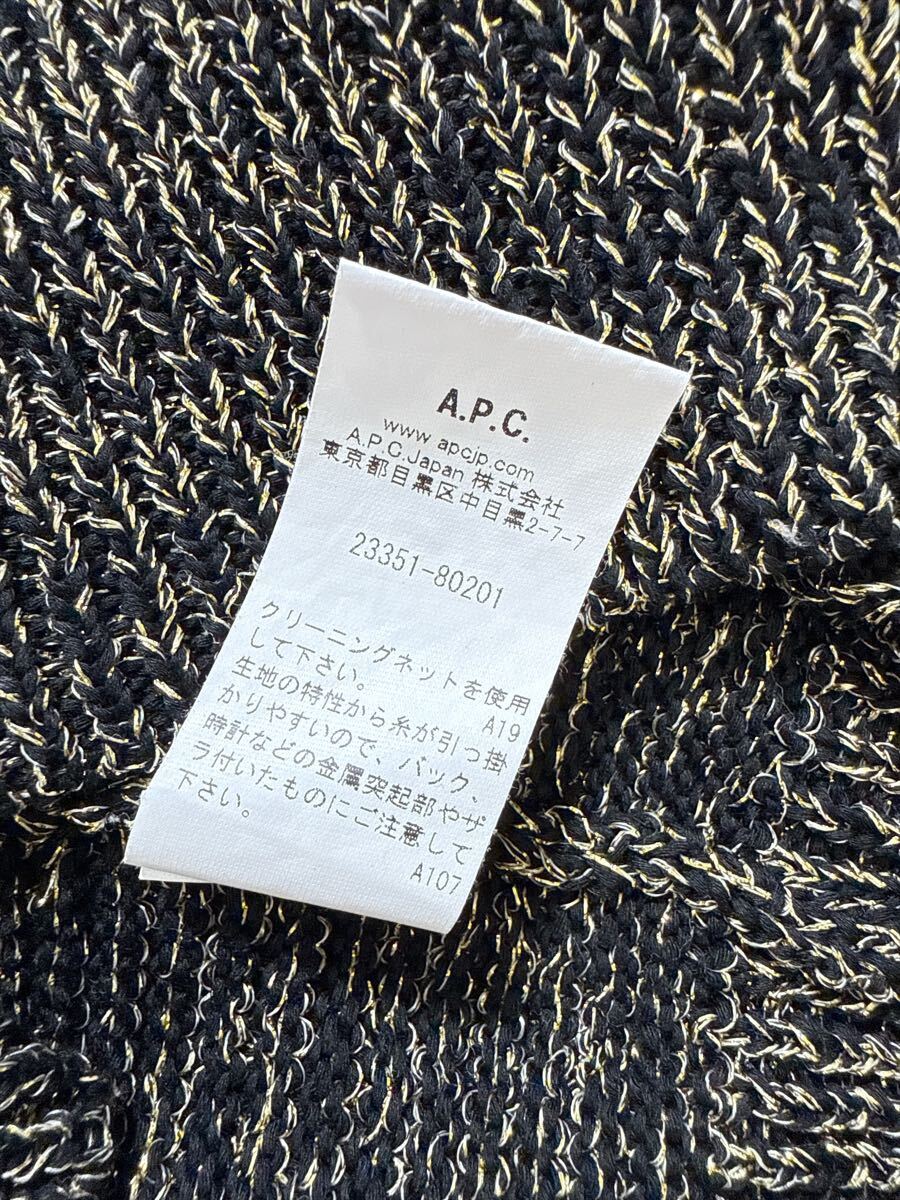 A.P.C.
www.apcjp.com
A.P.C.Japan 株式会社
東京都目黒区中目黒2-7-7
23351-80201
クリーニングネットを使用
して下さい。
A19
生地の特性から糸が引っ掛
かりやすいので、バック、
時計などの金属突起部やザ
ラ付いたものにご注意して
下さい。
A107